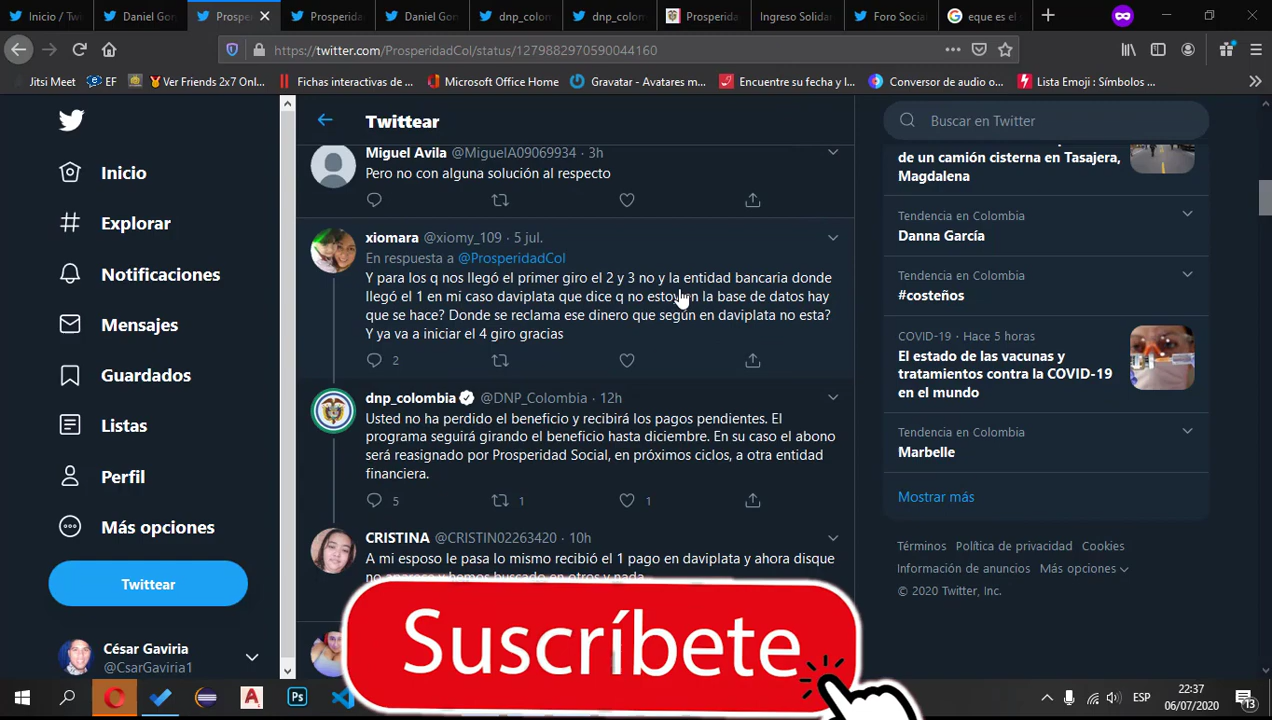 Inicio / Tw
Daniel Gon
Prosperi
Prosperida
Daniel Gon
dnp_colom
dnp_colom
Prosperida
Ingreso Solidar
Foro Social
eque es el s
https://twitter.com/ProsperidadCol/status/1279882970590044160
Jitsi Meet
EF
Ver Friends 2x7 Onl...
Fichas interactivas de ...
Microsoft Office Home
Gravatar - Avatares m...
Encuentre su fecha y l...
Conversor de audio o...
Lista Emoji : Símbolos ...
Inicio
Explorar
Notificaciones
Mensajes
Guardados
Listas
Perfil
Más opciones
Twittear
César Gaviria
@CsarGaviria1
Twittear
Miguel Avila @MiguelA09069934 · 3h
Pero no con alguna solución al respecto
xiomara @xiomy_109 · 5 jul.
En respuesta a @ProsperidadCol
Y para los q nos llegó el primer giro el 2 y 3 no y la entidad bancaria donde
llegó el 1 en mi caso daviplata que dice q no estoy en la base de datos hay
que se hace? Donde se reclama ese dinero que según en daviplata no esta?
Y ya va a iniciar el 4 giro gracias
2
dnp_colombia @DNP_Colombia · 12h
Usted no ha perdido el beneficio y recibirá los pagos pendientes. El
programa seguirá girando el beneficio hasta diciembre. En su caso el abono
será reasignado por Prosperidad Social, en próximos ciclos, a otra entidad
financiera.
5 1 1
CRISTINA @CRISTIN02263420 · 10h
A mi esposo le pasa lo mismo recibió el 1 pago en daviplata y ahora disque
no aparece y hemos buscado en otros y nada
Suscríbete
Buscar en Twitter
de un camión cisterna en Tasajera,
Magdalena
Tendencia en Colombia
Danna García
Tendencia en Colombia
#costeños
COVID-19 · Hace 5 horas
El estado de las vacunas y
tratamientos contra la COVID-19
en el mundo
Tendencia en Colombia
Marbelle
Mostrar más
Términos Política de privacidad Cookies
Información de anuncios Más opciones
© 2020 Twitter, Inc.
Ps
ESP
22:37
06/07/2020
13